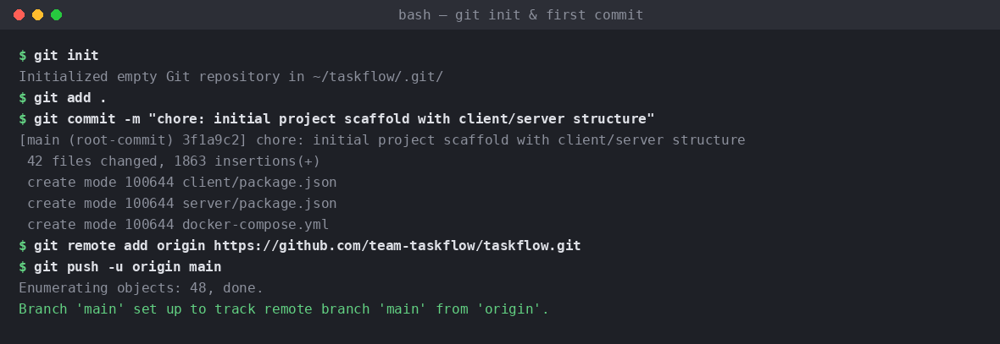 bash — git init & first commit
$ git init
Initialized empty Git repository in ~/taskflow/.git/
$ git add .
$ git commit -m "chore: initial project scaffold with client/server structure"
[main (root-commit) 3f1a9c2] chore: initial project scaffold with client/server structure
 42 files changed, 1863 insertions(+)
 create mode 100644 client/package.json
 create mode 100644 server/package.json
 create mode 100644 docker-compose.yml
$ git remote add origin https://github.com/team-taskflow/taskflow.git
$ git push -u origin main
Enumerating objects: 48, done.
Branch 'main' set up to track remote branch 'main' from 'origin'.